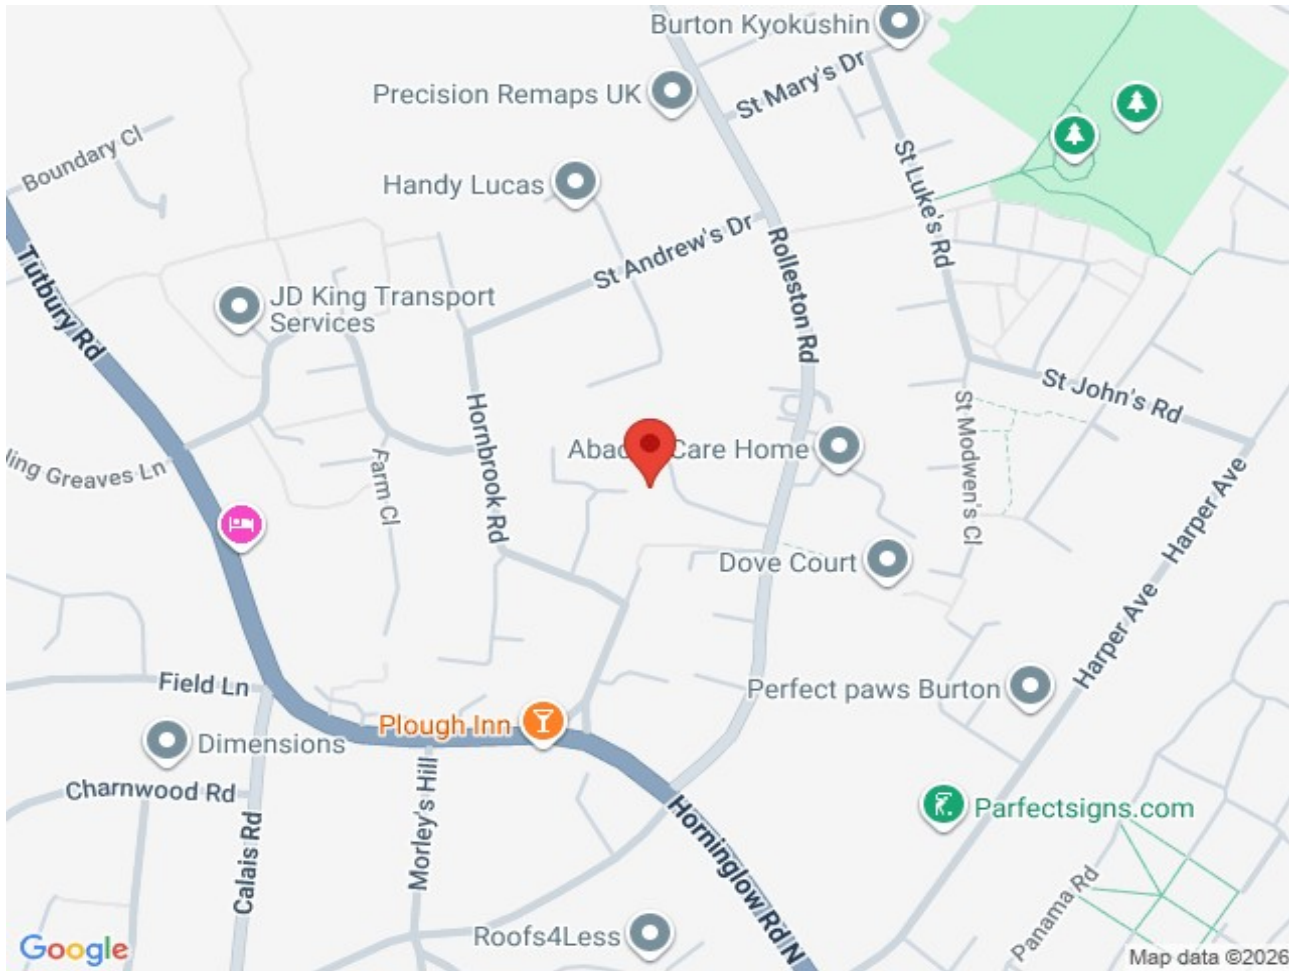 Burton Kyokushin
Precision Remaps UK
St Mary's Dr
Boundary Cl
Handy Lucas
St Luke's Rd
St Andrew's Dr
Rolleston Rd
Tutbury Rd
JD King Transport
Services
St John's Rd
Hornbrook Rd
St Modwen's Cl
Care Home
Greaves Ln
Farm Cl
Harper Ave
Dove Court
Harper Ave
Field Ln
Perfect paws Burton
Plough Inn
Dimensions
Charnwood Rd
Morley's Hill
Parfectsigns.com
Calais Rd
Horninglow Rd N
Panama Rd
Roofs4Less
Google
Map data ©2026